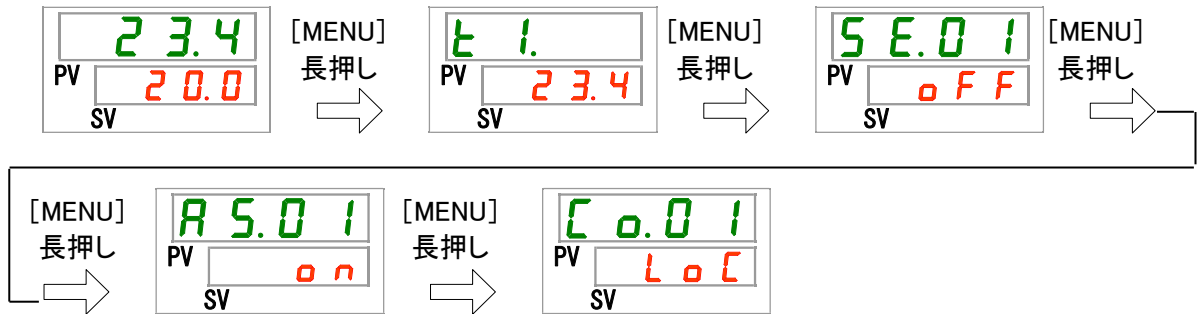 23.4
PV 20.0
SV
[MENU]
長押し
t 1.
PV 23.4
SV
[MENU]
長押し
SE.01
PV oFF
SV
[MENU]
長押し
[MENU]
長押し
AS.01
PV on
SV
[MENU]
長押し
Co.01
PV LoC
SV